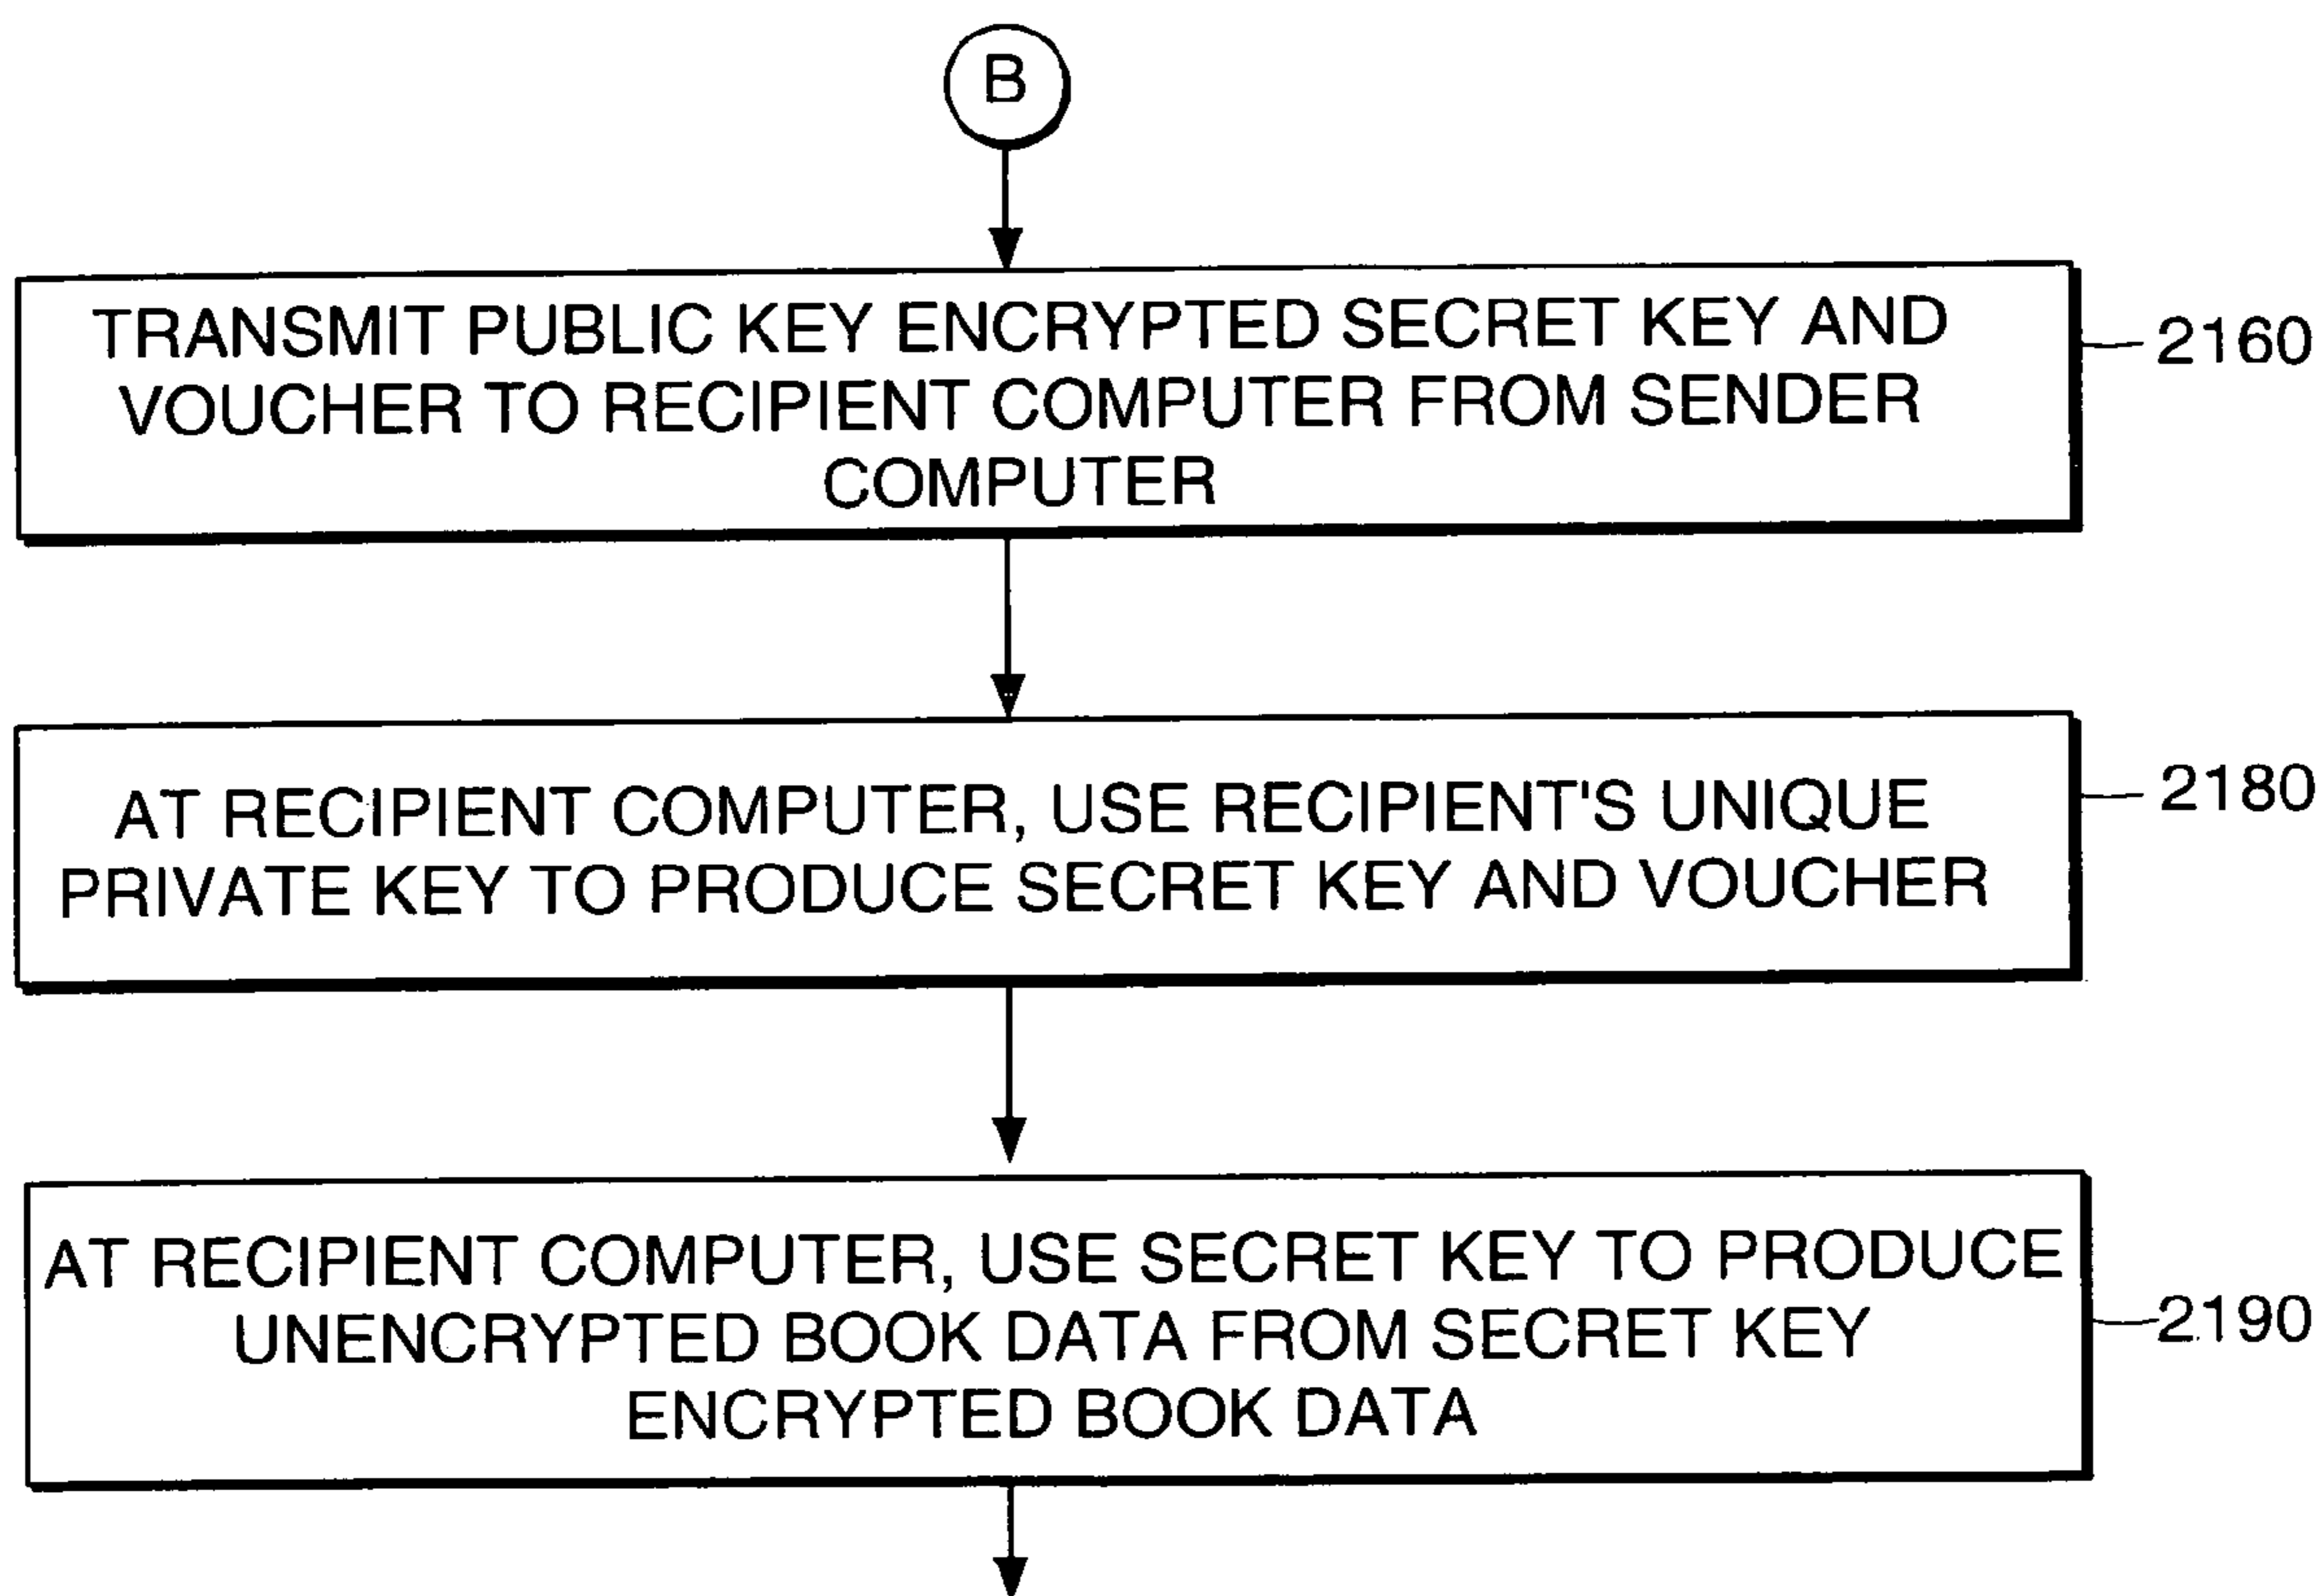 B
TRANSMIT PUBLIC KEY ENCRYPTED SECRET KEY AND
VOUCHER TO RECIPIENT COMPUTER FROM SENDER
COMPUTER
2160
AT RECIPIENT COMPUTER, USE RECIPIENT'S UNIQUE
PRIVATE KEY TO PRODUCE SECRET KEY AND VOUCHER
2180
AT RECIPIENT COMPUTER, USE SECRET KEY TO PRODUCE
UNENCRYPTED BOOK DATA FROM SECRET KEY
ENCRYPTED BOOK DATA
2190